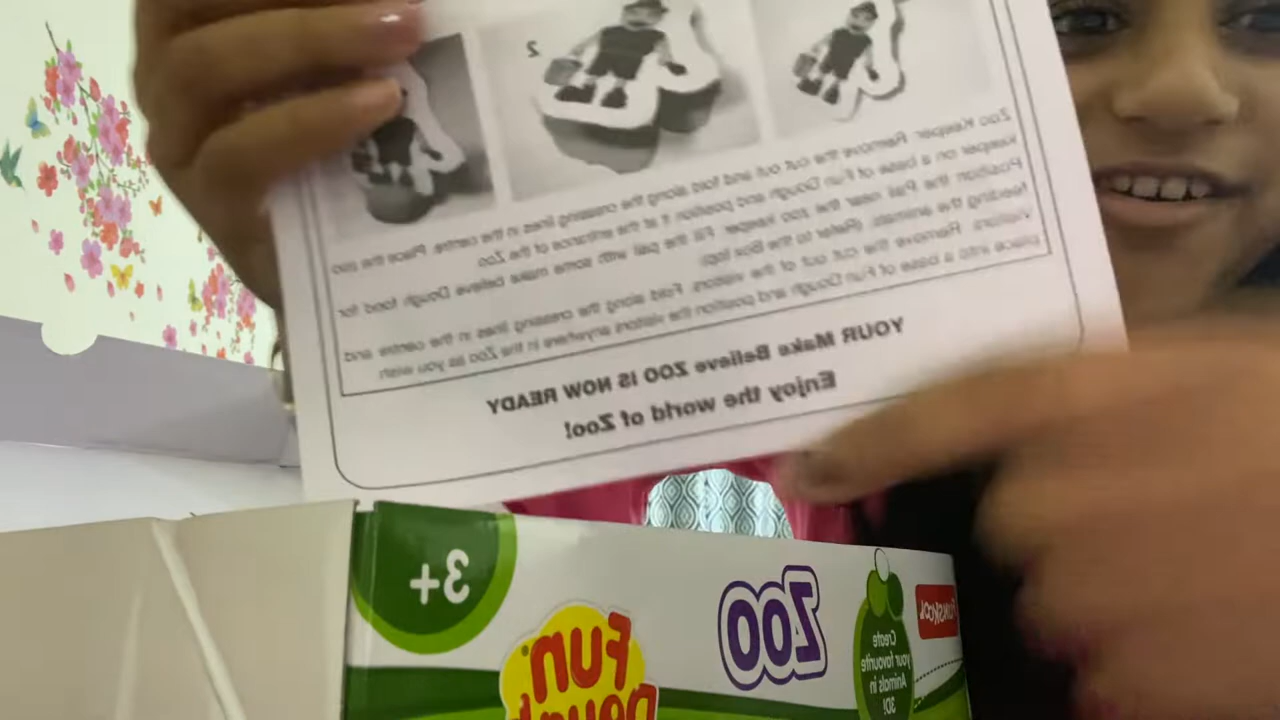 2
Zoo Keeper: Remove the cut out and fold along the creasing lines in the centre. Place the zoo
keeper on a base of Fun Dough and position it at the entrance of the Zoo.
Position the Pail near the zoo keeper. Fill the pail with some make believe Dough food for
feeding the animals. (Refer to the Box top)
Visitors: Remove the cut out of the visitors. Fold along the creasing lines in the centre and
place into a base of Fun Dough and position the visitors anywhere in the Zoo as you wish.
YOUR Make Believe ZOO IS NOW READY
Enjoy the world of Zoo!
3+
Zoo
FUNSKOOL
Create
your favourite
Animals in
3D!
Fun
Dough